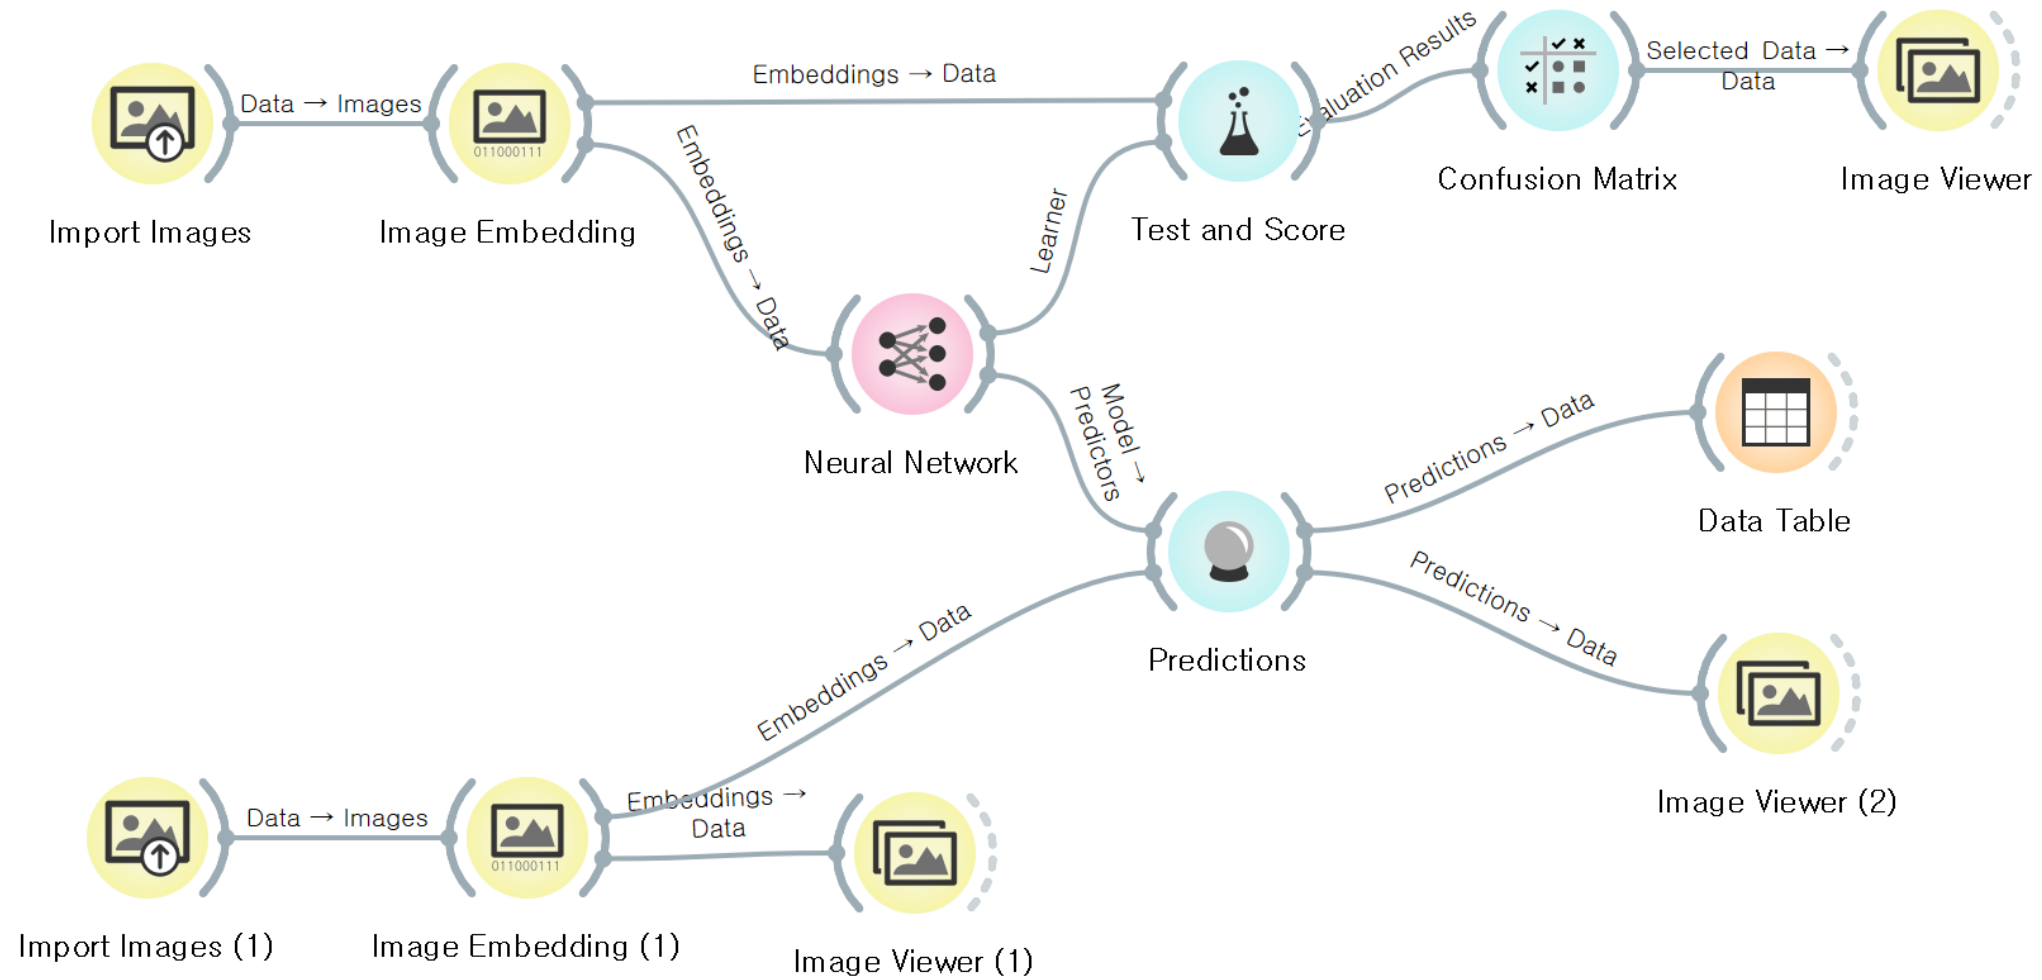 Data → Images
Embeddings → Data
Evaluation Results
Selected Data →
Data
011000111
Import Images
Image Embedding
Embeddings → Data
Learner
Test and Score
Confusion Matrix
Image Viewer
Neural Network
Model →
Predictors
Predictions → Data
Data Table
Predictions
Predictions → Data
Embeddings → Data
Image Viewer (2)
Data → Images
Embeddings →
Data
011000111
Import Images (1)
Image Embedding (1)
Image Viewer (1)